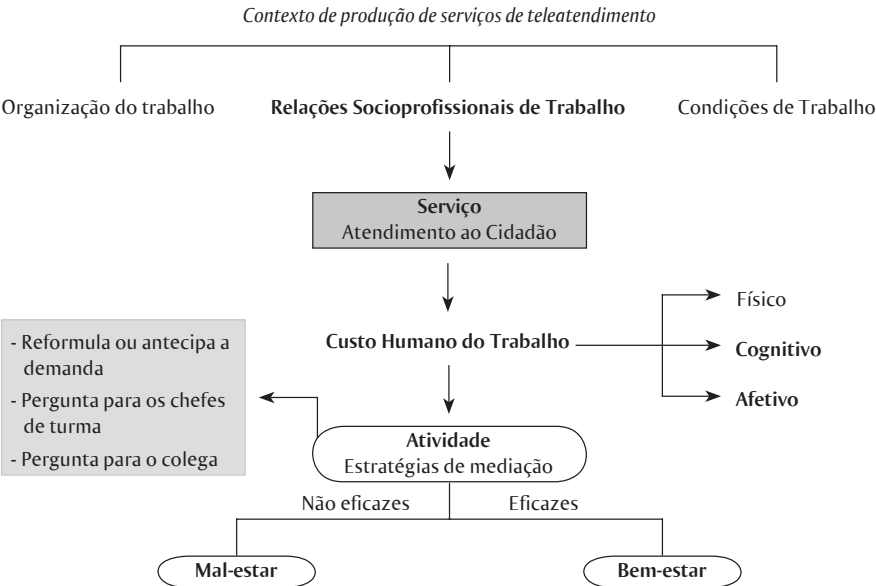 Contexto de produção de serviços de teleatendimento
Organização do trabalho
Relações Socioprofissionais de Trabalho
Condições de Trabalho
Serviço
Atendimento ao Cidadão
Custo Humano do Trabalho
Físico
Cognitivo
Afetivo
- Reformula ou antecipa a
demanda
- Pergunta para os chefes
de turma
- Pergunta para o colega
Atividade
Estratégias de mediação
Não eficazes
Eficazes
Mal-estar
Bem-estar